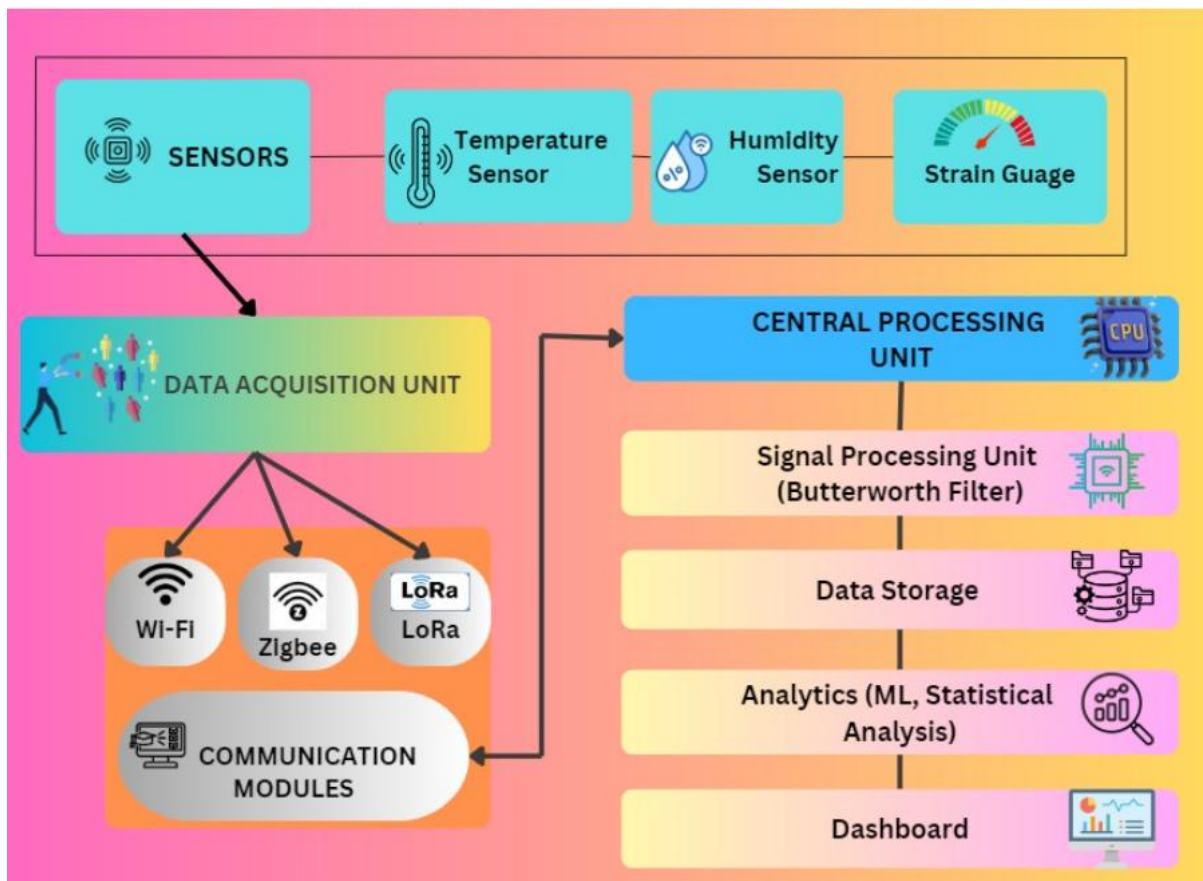 SENSORS
Temperature
Sensor
Humidity
Sensor
Strain Guage
%
DATA ACQUISITION UNIT
CENTRAL PROCESSING
UNIT
CPU
Signal Processing Unit
(Butterworth Filter)
Data Storage
Analytics (ML, Statistical
Analysis)
Dashboard
Wi-Fi
Z
Zigbee
LoRa
LoRa
COMMUNICATION
MODULES